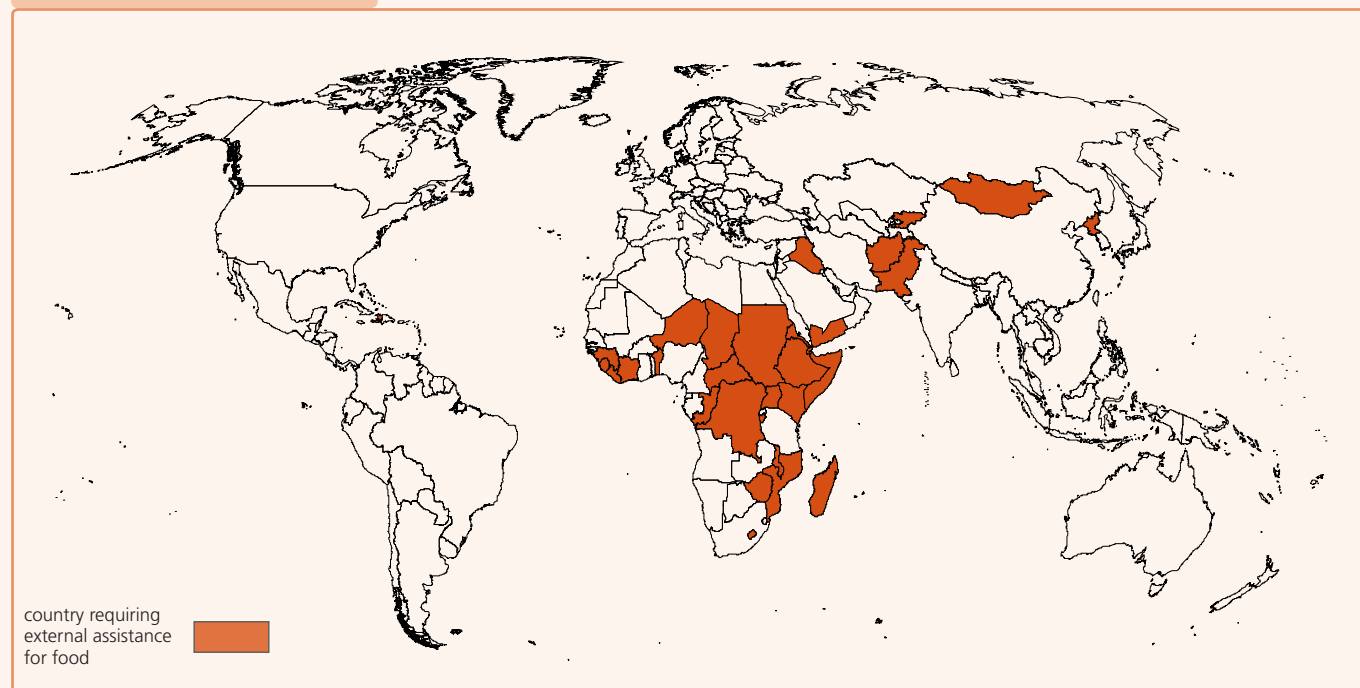 country requiring
external assistance
for food